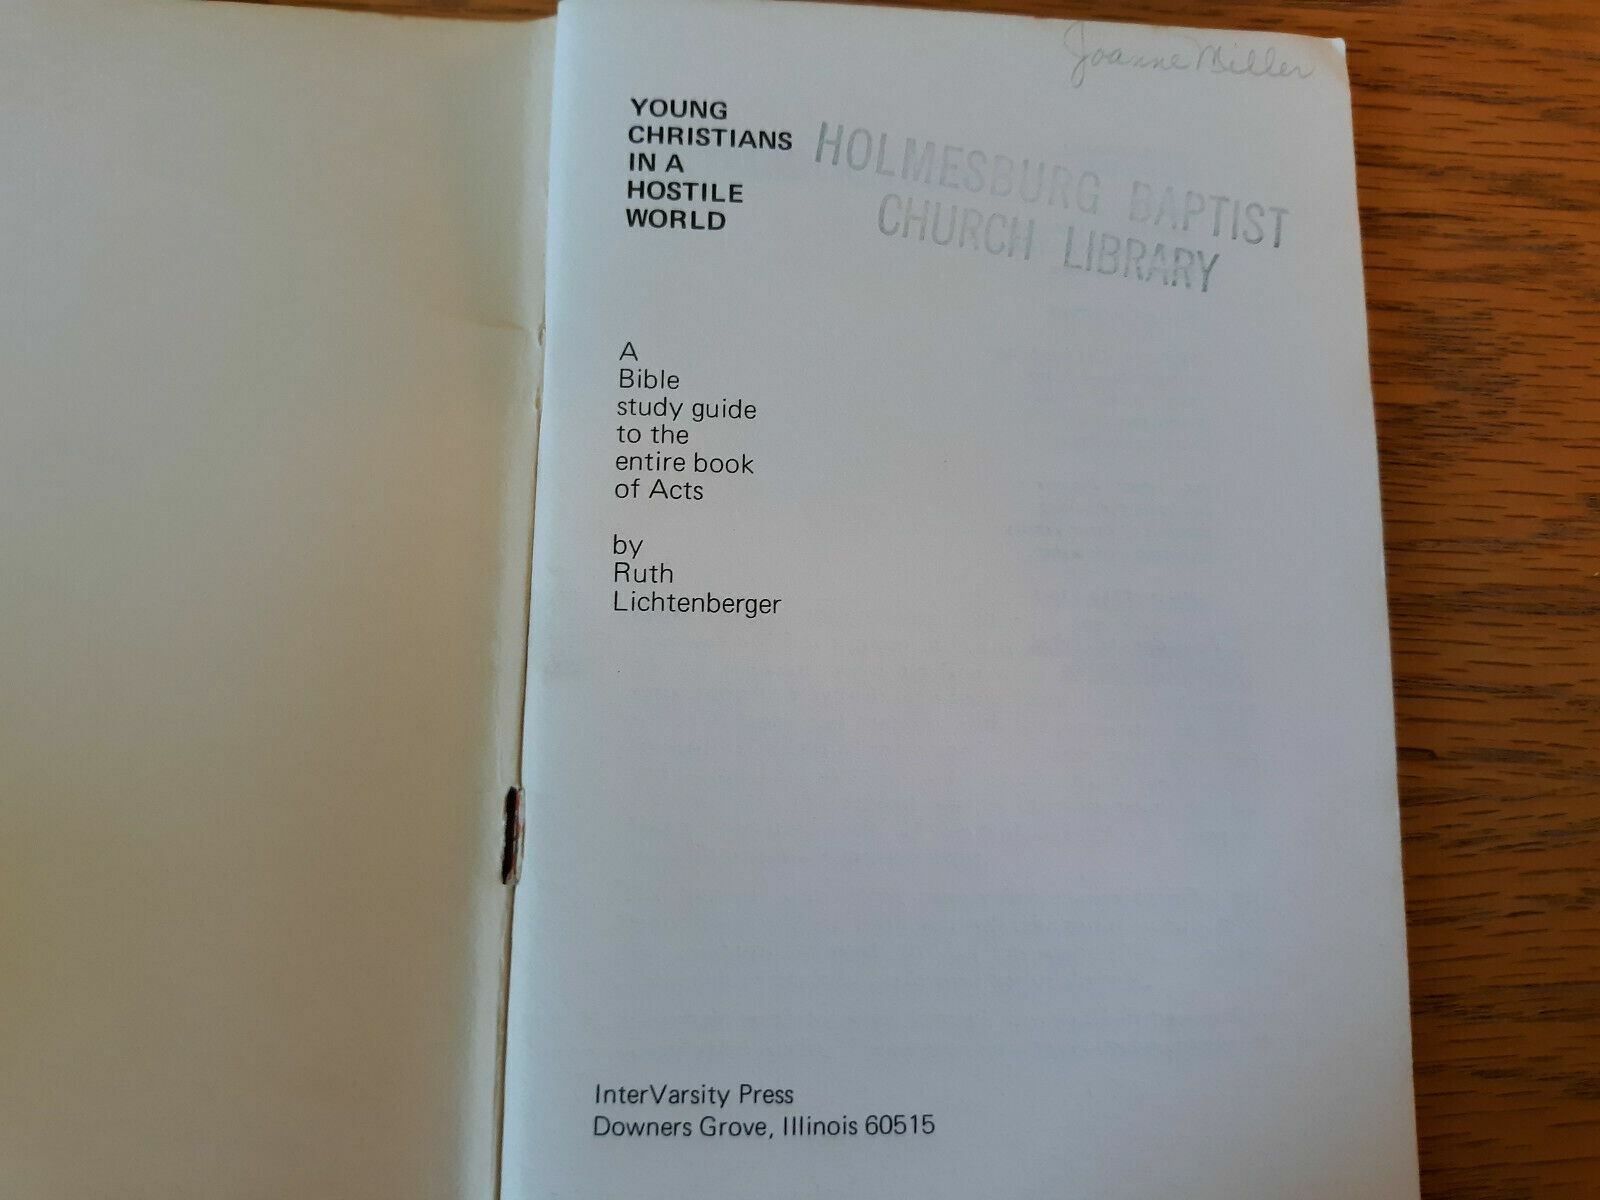 Joanne Miller
YOUNG
CHRISTIANS
IN A
HOSTILE
WORLD
HOLMESBURG BAPTIST
CHURCH LIBRARY
A
Bible
study guide
to the
entire book
of Acts
by
Ruth
Lichtenberger
InterVarsity Press
Downers Grove, Illinois 60515